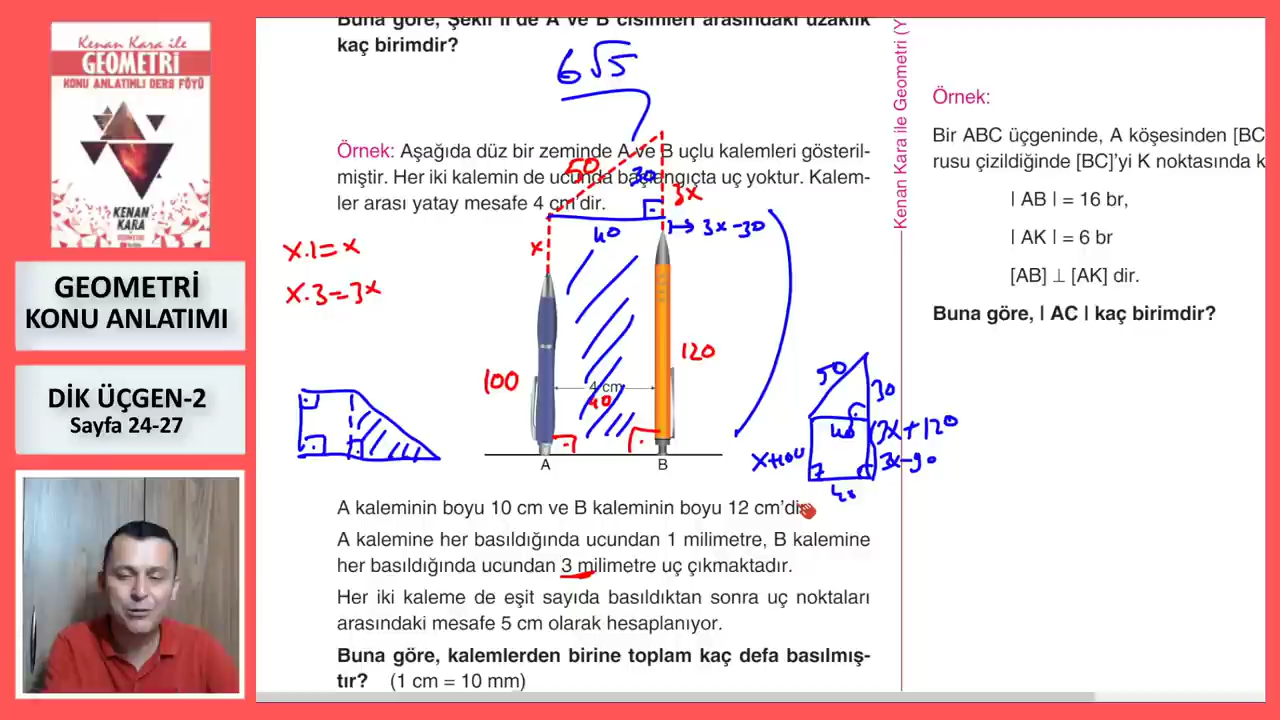 Kenan Kara ile
GEOMETRİ
KONU ANLATIMLI DERS FÖYÜ
KENAN
KARA
GEOMETRİ
KONU ANLATIMI
DİK ÜÇGEN-2
Sayfa 24-27
Buna göre, Şekil II'de A ve B cisimleri arasındaki uzaklık
kaç birimdir?
6√5
Örnek: Aşağıda düz bir zeminde A ve B uçlu kalemleri gösteril-
miştir. Her iki kalemin de ucunda başlangıçta uç yoktur. Kalem-
ler arası yatay mesafe 4 cm'dir.
50
30
3x
40
3x-30
x
x.1=x
x.3=3x
100
120
4 cm
40
A
B
50
30
40
3x+120
x+100
3x-90
40
A kaleminin boyu 10 cm ve B kaleminin boyu 12 cm'dir.
A kalemine her basıldığında ucundan 1 milimetre, B kalemine
her basıldığında ucundan 3 milimetre uç çıkmaktadır.
Her iki kaleme de eşit sayıda basıldıktan sonra uç noktaları
arasındaki mesafe 5 cm olarak hesaplanıyor.
Buna göre, kalemlerden birine toplam kaç defa basılmış-
tır? (1 cm = 10 mm)
Kenan Kara ile Geometri (Y
Örnek:
Bir ABC üçgeninde, A köşesinden [BC
rusu çizildiğinde [BC]'yi K noktasında k
| AB | = 16 br,
| AK | = 6 br
[AB] ⊥ [AK] dir.
Buna göre, | AC | kaç birimdir?